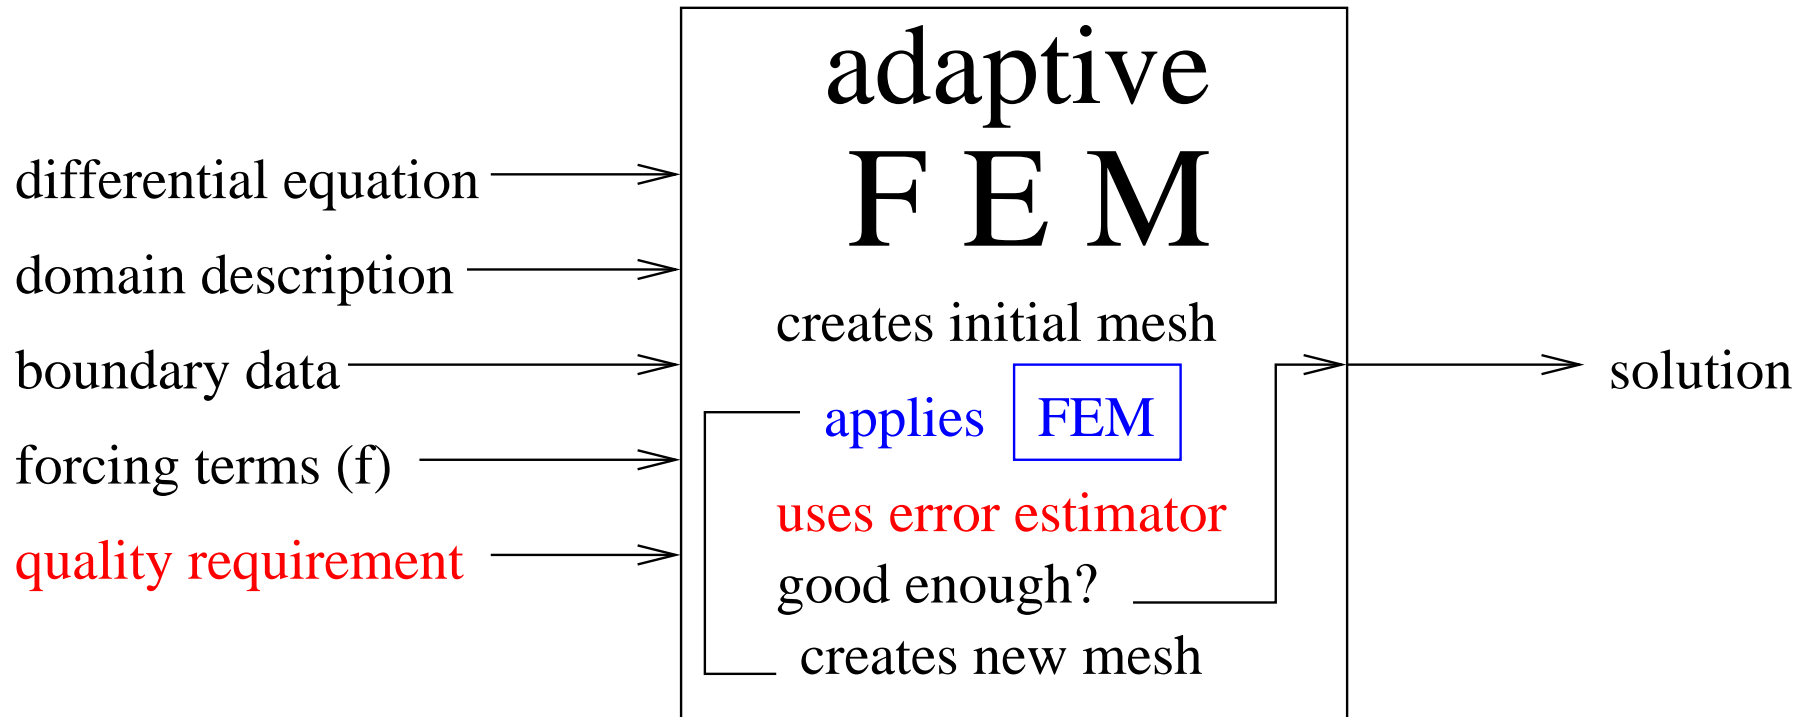 differential equation
domain description
boundary data
forcing terms (f)
quality requirement
adaptive
F E M
creates initial mesh
applies FEM
uses error estimator
good enough?
creates new mesh
solution